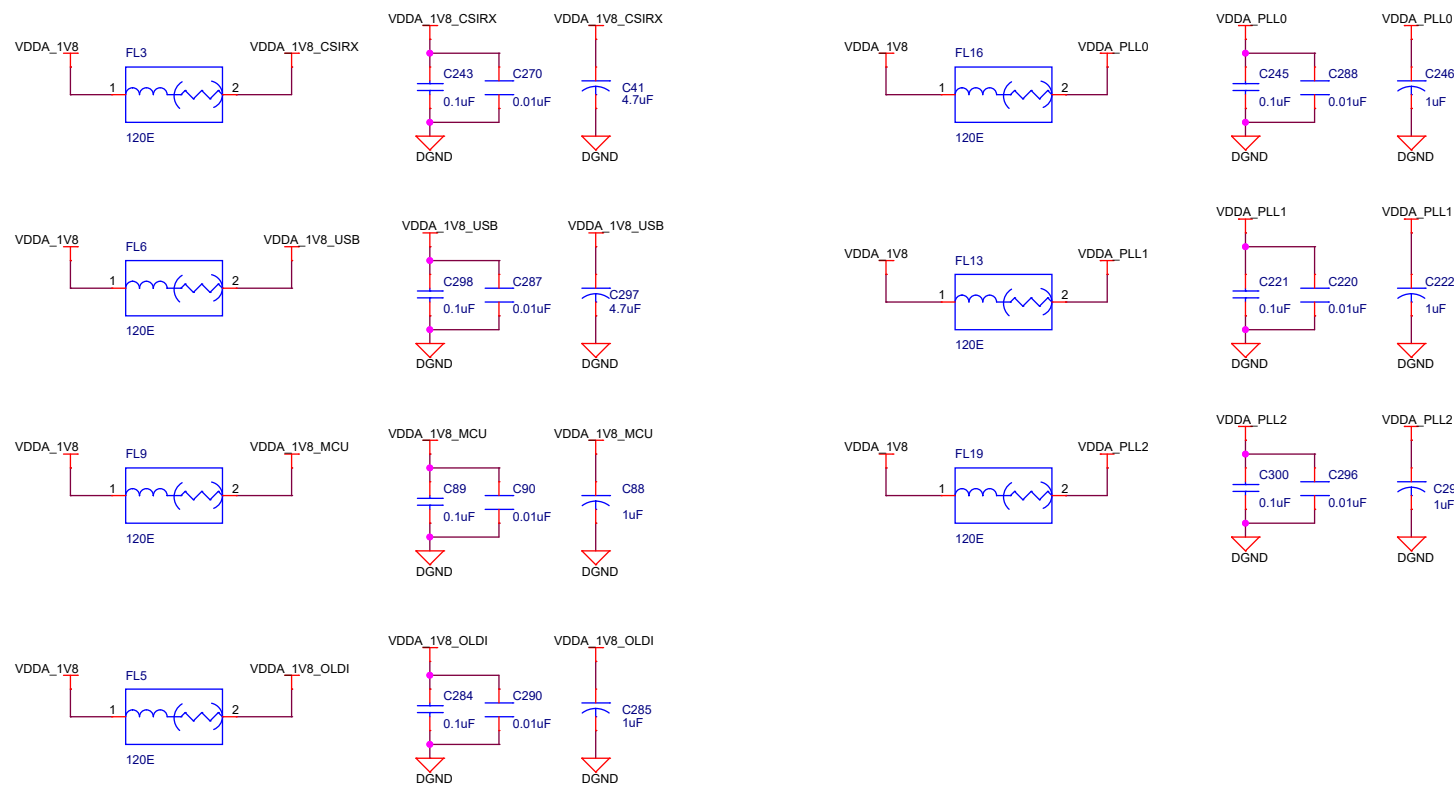 VDDA_1V8
FL3
VDDA_1V8_CSIRX
1
2
120E
VDDA_1V8_CSIRX
C243
0.1uF
C270
0.01uF
DGND
VDDA_1V8_CSIRX
C41
4.7uF
DGND
VDDA_1V8
FL16
VDDA_PLL0
1
2
120E
VDDA_PLL0
C245
0.1uF
C288
0.01uF
DGND
VDDA_PLL0
C246
1uF
DGND
VDDA_1V8
FL6
VDDA_1V8_USB
1
2
120E
VDDA_1V8_USB
C298
0.1uF
C287
0.01uF
DGND
VDDA_1V8_USB
C297
4.7uF
DGND
VDDA_1V8
FL13
VDDA_PLL1
1
2
120E
VDDA_PLL1
C221
0.1uF
C220
0.01uF
DGND
VDDA_PLL1
C222
1uF
DGND
VDDA_1V8
FL9
VDDA_1V8_MCU
1
2
120E
VDDA_1V8_MCU
C89
0.1uF
C90
0.01uF
DGND
VDDA_1V8_MCU
C88
1uF
DGND
VDDA_1V8
FL19
VDDA_PLL2
1
2
120E
VDDA_PLL2
C300
0.1uF
C296
0.01uF
DGND
VDDA_PLL2
1uF
DGND
VDDA_1V8
FL5
VDDA_1V8_OLDI
1
2
120E
VDDA_1V8_OLDI
C284
0.1uF
C290
0.01uF
DGND
VDDA_1V8_OLDI
C285
1uF
DGND